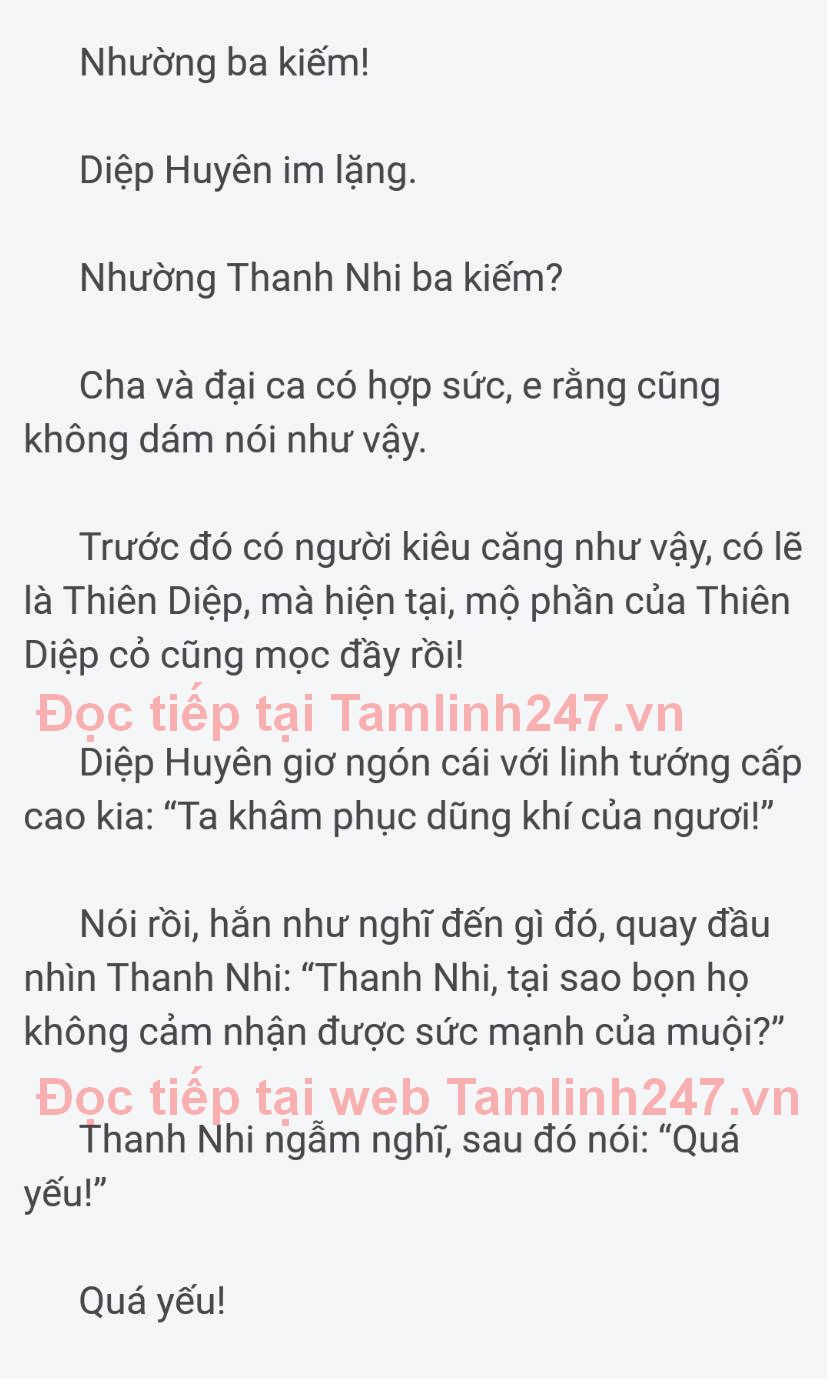 Nhường ba kiếm!
Diệp Huyên im lặng.
Nhường Thanh Nhi ba kiếm?
Cha và đại ca có hợp sức, e rằng cũng
không dám nói như vậy.
Trước đó có người kiêu căng như vậy, có lẽ
là Thiên Diệp, mà hiện tại, mộ phần của Thiên
Diệp cỏ cũng mọc đầy rồi!
Đọc tiếp tại Tamlinh247.vn
Diệp Huyên giơ ngón cái với linh tướng cấp
cao kia: “Ta khâm phục dũng khí của ngươi!”
Nói rồi, hắn như nghĩ đến gì đó, quay đầu
nhìn Thanh Nhi: “Thanh Nhi, tại sao bọn họ
không cảm nhận được sức mạnh của muội?”
Đọc tiếp tại web Tamlinh247.vn
Thanh Nhi ngẫm nghĩ, sau đó nói: “Quá
yếu!”
Quá yếu!